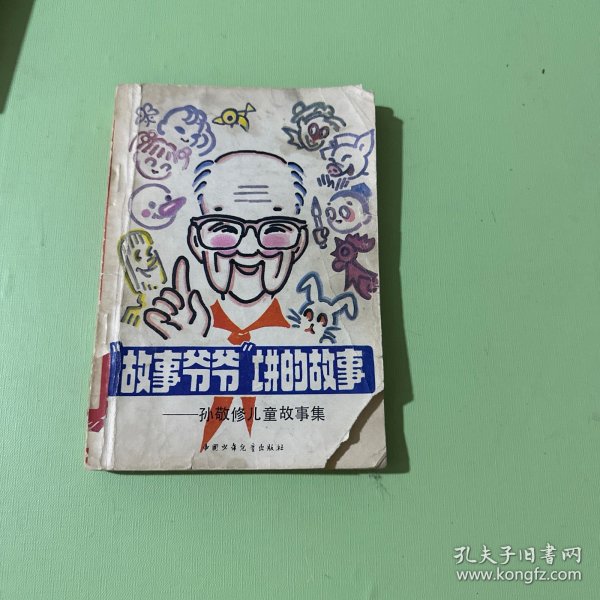 “故事爷爷”讲的故事
——孙敬修儿童故事集
中国少年儿童出版社
孔夫子旧书网
www.kongfz.com